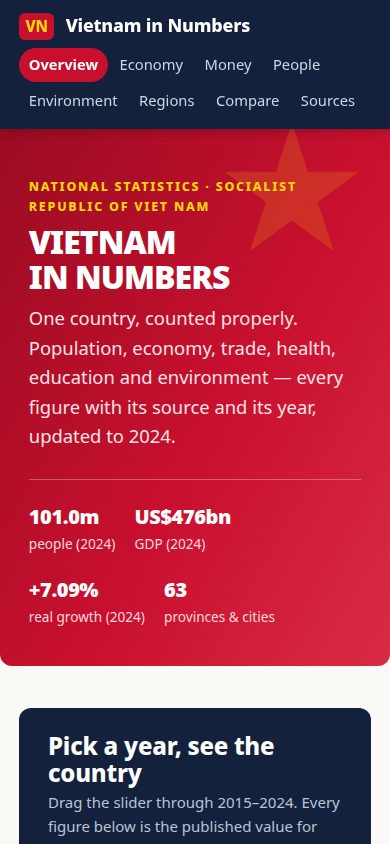 VN Vietnam in Numbers
Overview Economy Money People
Environment Regions Compare Sources
NATIONAL STATISTICS · SOCIALIST
REPUBLIC OF VIET NAM
VIETNAM
IN NUMBERS
One country, counted properly.
Population, economy, trade, health,
education and environment — every
figure with its source and its year,
updated to 2024.
101.0m US$476bn
people (2024) GDP (2024)
+7.09% 63
real growth (2024) provinces & cities
Pick a year, see the
country
Drag the slider through 2015–2024. Every
figure below is the published value for